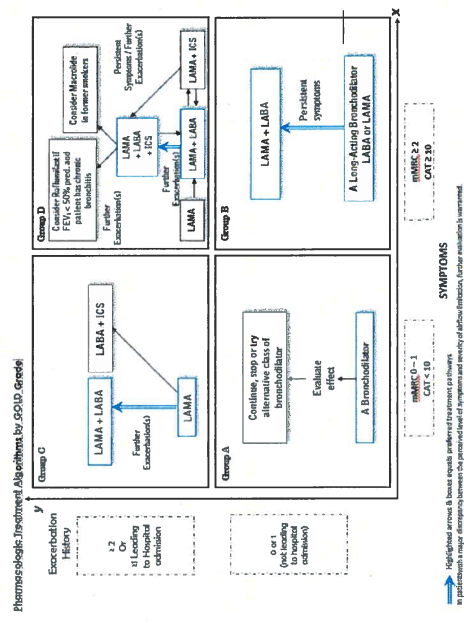 Pharmacologic Treatment Algorithms by GOLD Grade
y
Exacerbation
History
≥ 2
Or
≥1 Leading
to Hospital
admission
0 or 1
(not leading
to hospital
admission)
Group C
LAMA + LABA
LABA + ICS
Further
Exacerbation(s)
LAMA
Group D
Consider Roflumilast if
FEV₁ < 50% pred. and
patient has chronic
bronchitis
Consider Macrolide
in former smokers
Further
Exacerbation(s)
LAMA
+ LABA
+ ICS
Persistent
Symptoms / Further
Exacerbation(s)
Further
Exacerbation(s)
LAMA
LAMA + LABA
LAMA + ICS
Group A
Continue, stop or try
alternative class of
bronchodilator
Evaluate
effect
A Bronchodilator
Group B
LAMA + LABA
Persistent
symptoms
A Long-Acting Bronchodilator
LABA or LAMA
x
mMRC 0 – 1
CAT < 10
mMRC ≥ 2
CAT ≥ 10
SYMPTOMS
Highlighted arrows & boxes equals preferred treatment pathways
In patients with a major discrepancy between the perceived level of symptoms and severity of airflow limitation, further evaluation is warranted.